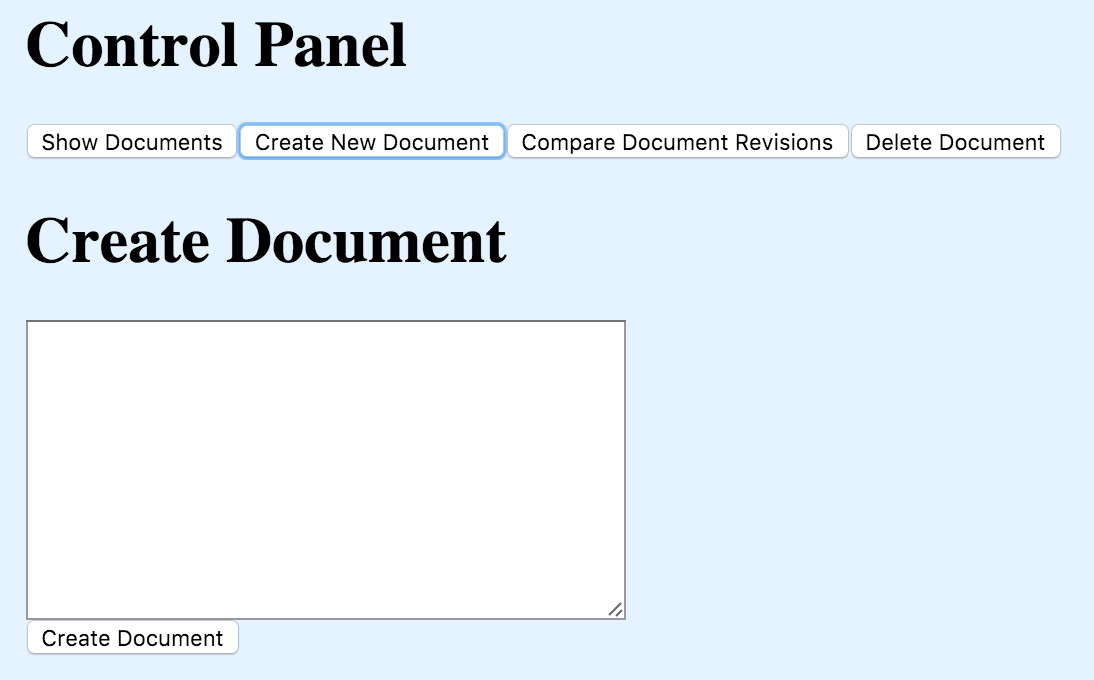 Control Panel
Show Documents Create New Document Compare Document Revisions Delete Document
Create Document
Create Document